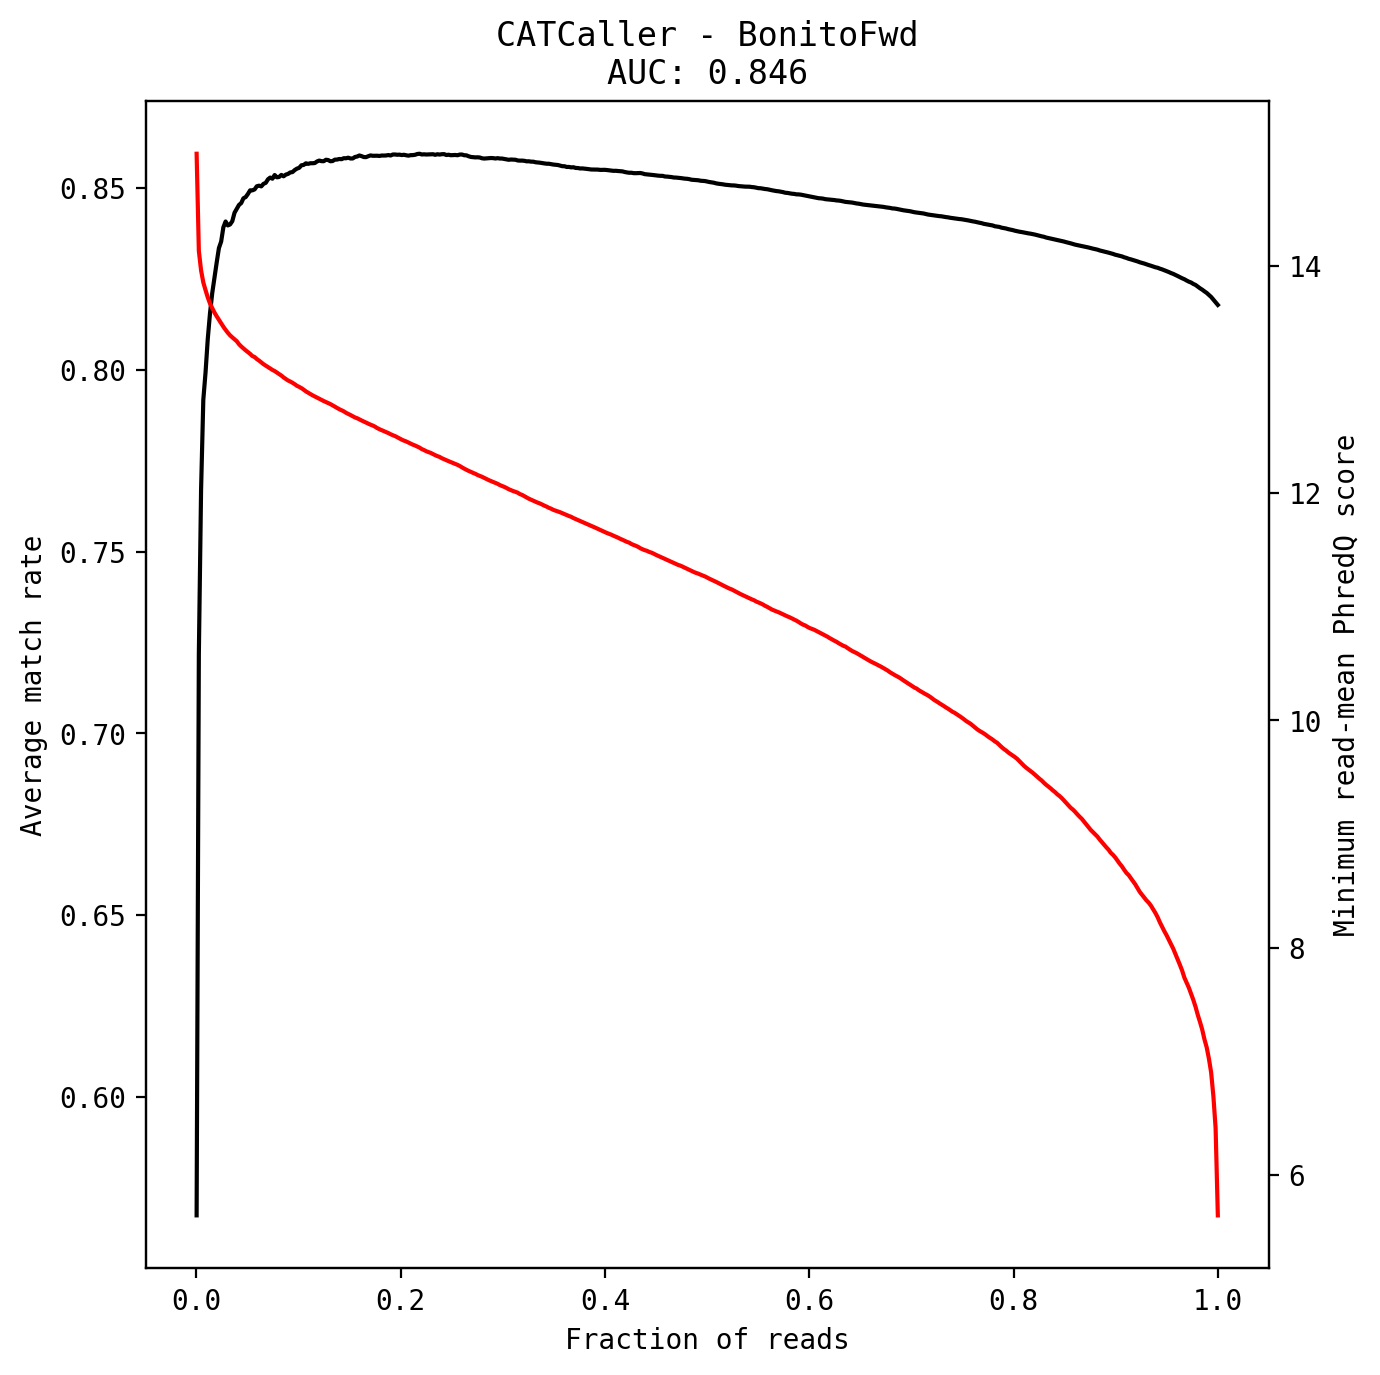 CATCaller - BonitoFwd
AUC: 0.846
Average match rate
0.85
0.80
0.75
0.70
0.65
0.60
14
12
10
8
6
Minimum read-mean PhredQ score
0.0 0.2 0.4 0.6 0.8 1.0
Fraction of reads